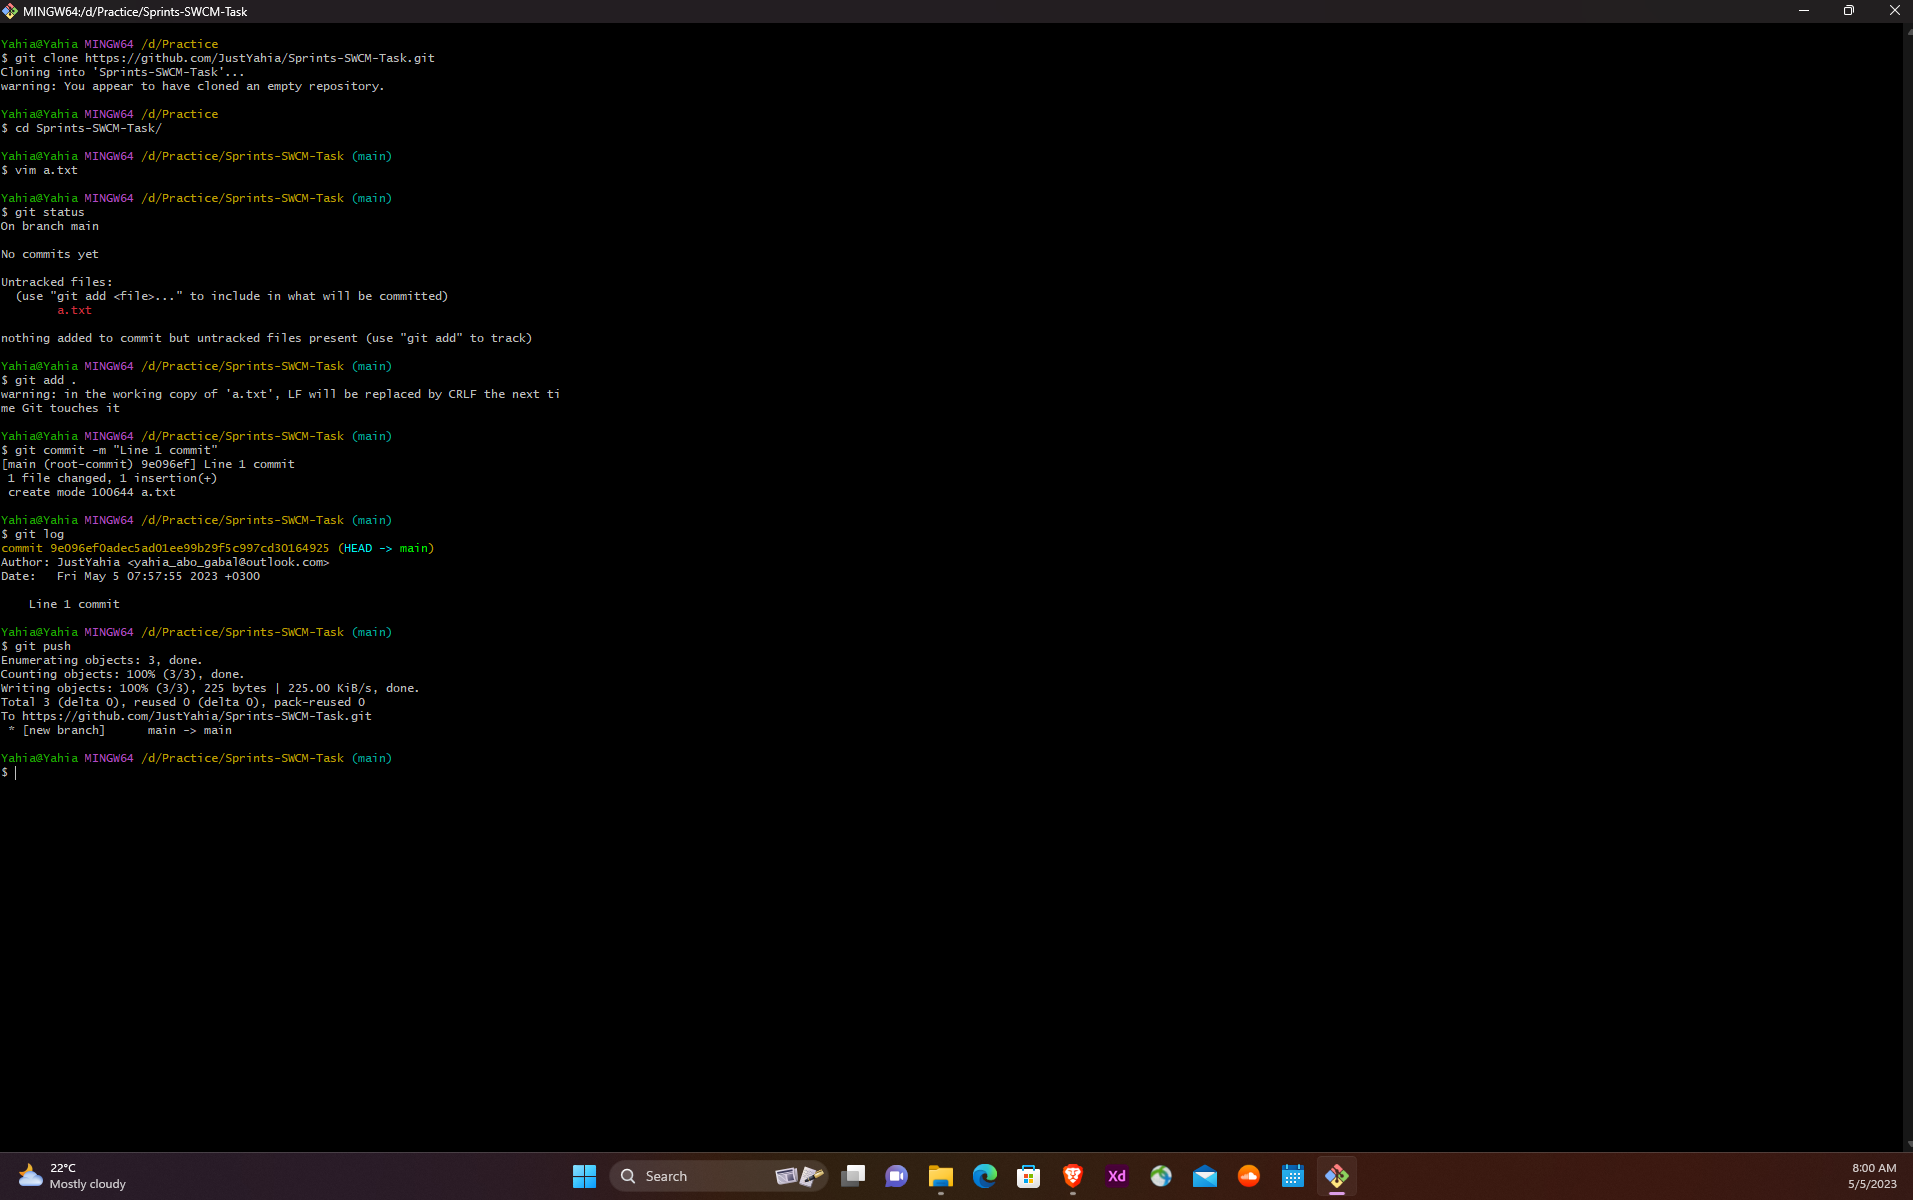 MINGW64:/d/Practice/Sprints-SWCM-Task
Yahia@Yahia MINGW64 /d/Practice
$ git clone https://github.com/JustYahia/Sprints-SWCM-Task.git
Cloning into 'Sprints-SWCM-Task'...
warning: You appear to have cloned an empty repository.
Yahia@Yahia MINGW64 /d/Practice
$ cd Sprints-SWCM-Task/
Yahia@Yahia MINGW64 /d/Practice/Sprints-SWCM-Task (main)
$ vim a.txt
Yahia@Yahia MINGW64 /d/Practice/Sprints-SWCM-Task (main)
$ git status
On branch main
No commits yet
Untracked files:
  (use "git add <file>..." to include in what will be committed)
        a.txt
nothing added to commit but untracked files present (use "git add" to track)
Yahia@Yahia MINGW64 /d/Practice/Sprints-SWCM-Task (main)
$ git add .
warning: in the working copy of 'a.txt', LF will be replaced by CRLF the next ti
me Git touches it
Yahia@Yahia MINGW64 /d/Practice/Sprints-SWCM-Task (main)
$ git commit -m "Line 1 commit"
[main (root-commit) 9e096ef] Line 1 commit
 1 file changed, 1 insertion(+)
 create mode 100644 a.txt
Yahia@Yahia MINGW64 /d/Practice/Sprints-SWCM-Task (main)
$ git log
commit 9e096ef0adec5ad01ee99b29f5c997cd30164925 (HEAD -> main)
Author: JustYahia <yahia_abo_gabal@outlook.com>
Date:   Fri May 5 07:57:55 2023 +0300
    Line 1 commit
Yahia@Yahia MINGW64 /d/Practice/Sprints-SWCM-Task (main)
$ git push
Enumerating objects: 3, done.
Counting objects: 100% (3/3), done.
Writing objects: 100% (3/3), 225 bytes | 225.00 KiB/s, done.
Total 3 (delta 0), reused 0 (delta 0), pack-reused 0
To https://github.com/JustYahia/Sprints-SWCM-Task.git
 * [new branch]      main -> main
Yahia@Yahia MINGW64 /d/Practice/Sprints-SWCM-Task (main)
$
22°C
Mostly cloudy
Search
Xd
8:00 AM
5/5/2023